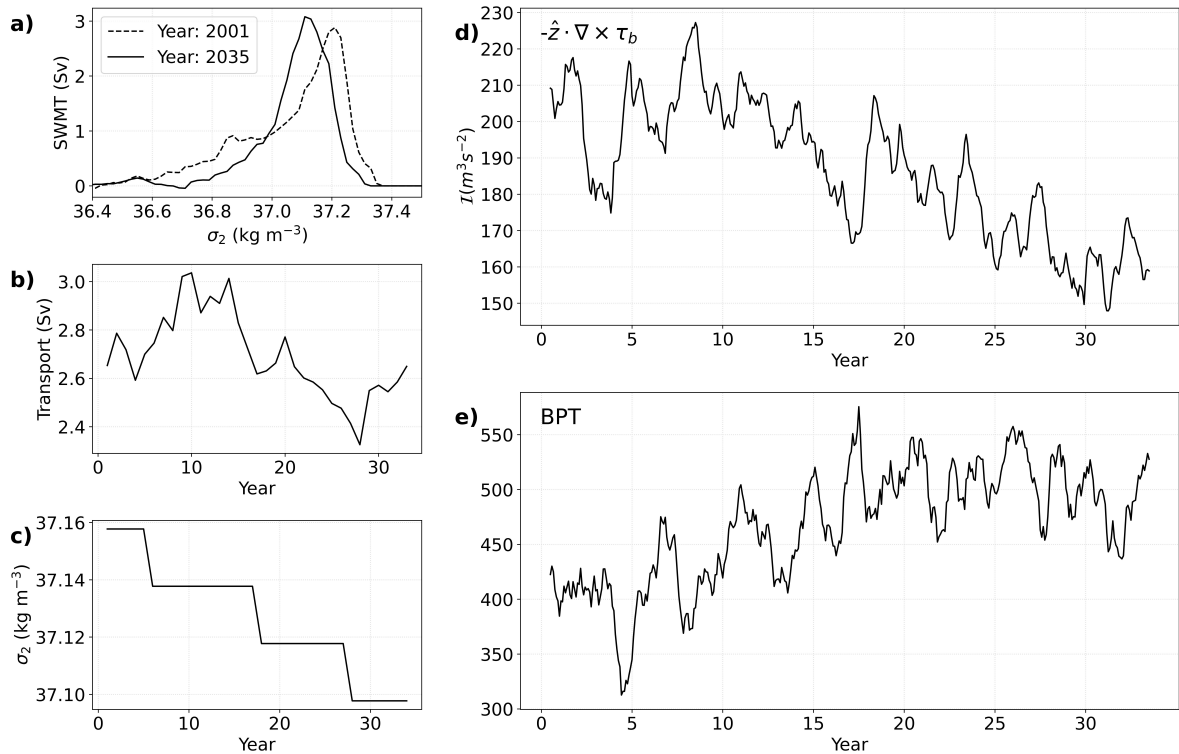 a)
SWMT (Sv)
3
2
1
0
Year: 2001
Year: 2035
36.4 36.6 36.8 37.0 37.2 37.4
σ₂ (kg m⁻³)
b)
Transport (Sv)
3.0
2.8
2.6
2.4
0 10 20 30
Year
c)
σ₂ (kg m⁻³)
37.16
37.14
37.12
37.10
0 10 20 30
Year
d)
-ẑ · ∇ × τ_b
ℐ(m³s⁻²)
230
220
210
200
190
180
170
160
150
0 5 10 15 20 25 30
Year
e)
BPT
550
500
450
400
350
300
0 5 10 15 20 25 30
Year